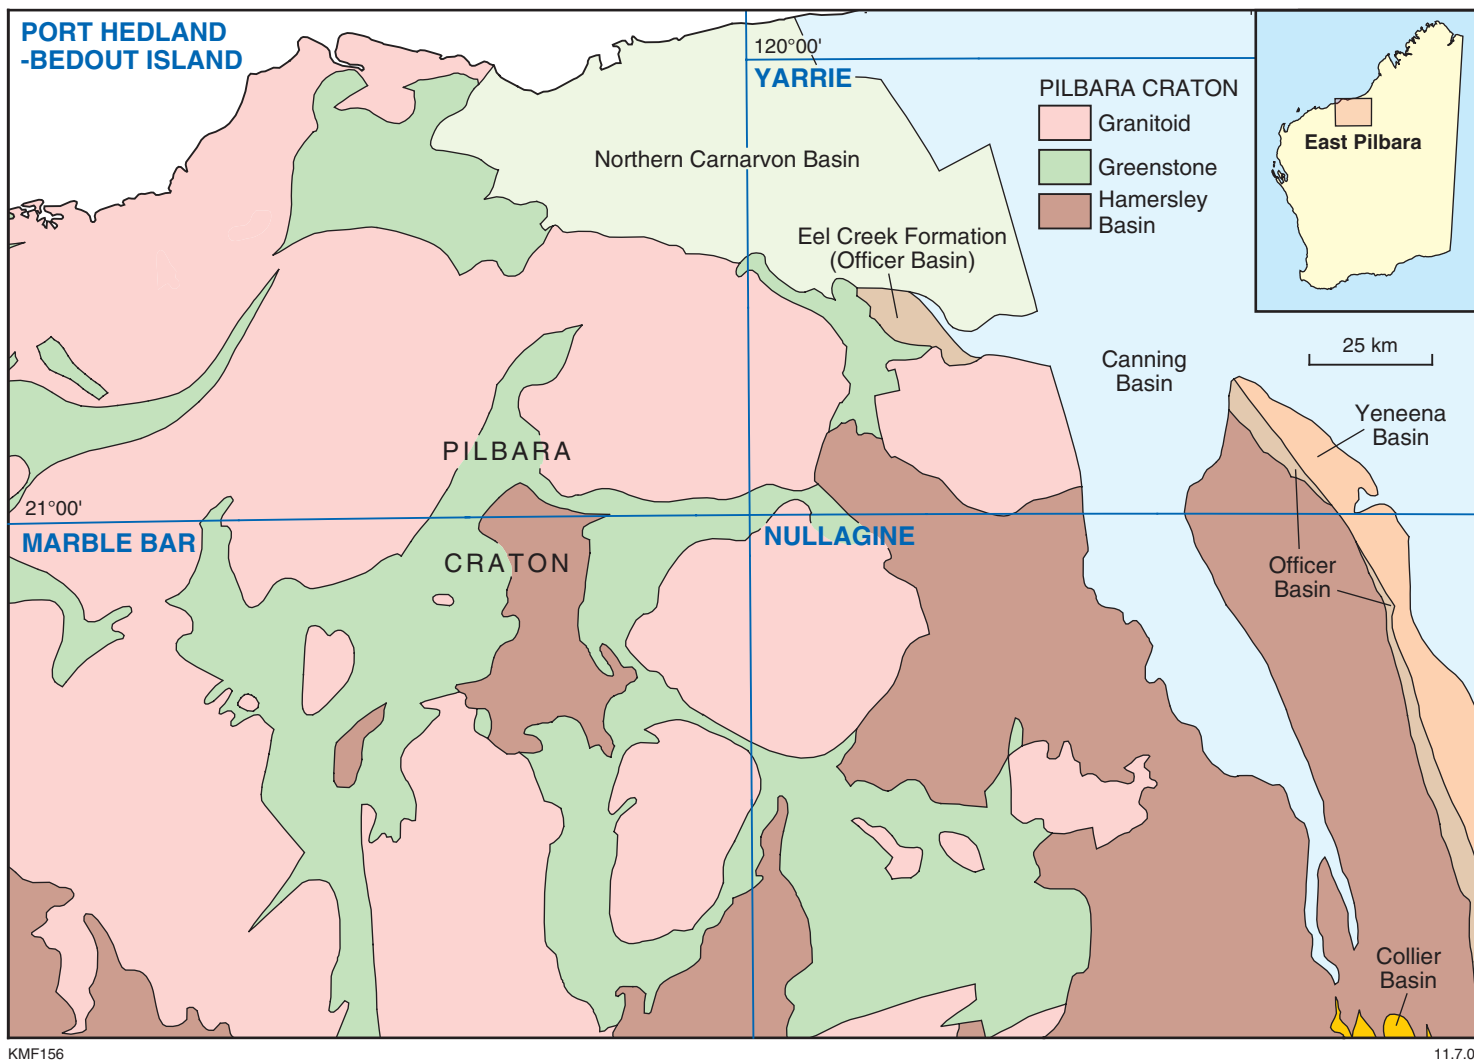 PORT HEDLAND
-BEDOUT ISLAND
120°00'
YARRIE
PILBARA CRATON
Granitoid
Greenstone
Hamersley
Basin
East Pilbara
Northern Carnarvon Basin
Eel Creek Formation
(Officer Basin)
25 km
Canning
Basin
Yeneena
Basin
PILBARA
21°00'
MARBLE BAR
NULLAGINE
CRATON
Officer
Basin
Collier
Basin
KMF156
11.7.0